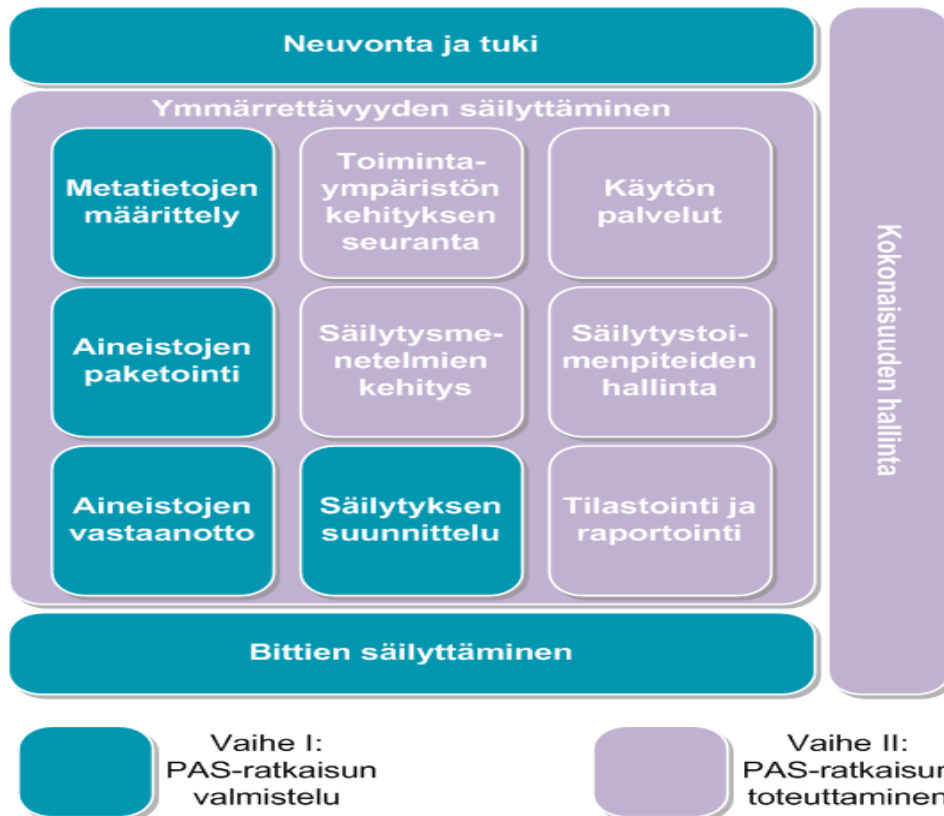 Neuvonta ja tuki
Ymmärrettävyyden säilyttäminen
Metatietojen
määrittely
Toiminta-
ympäristön
kehityksen
seuranta
Käytön
palvelut
Aineistojen
paketointi
Säilytysme-
netelmien
kehitys
Säilytystoi-
menpiteiden
hallinta
Aineistojen
vastaanotto
Säilytyksen
suunnittelu
Tilastointi ja
raportointi
Bittien säilyttäminen
Kokonaisuuden hallinta
Vaihe I:
PAS-ratkaisun
valmistelu
Vaihe II:
PAS-ratkaisun
toteuttaminen